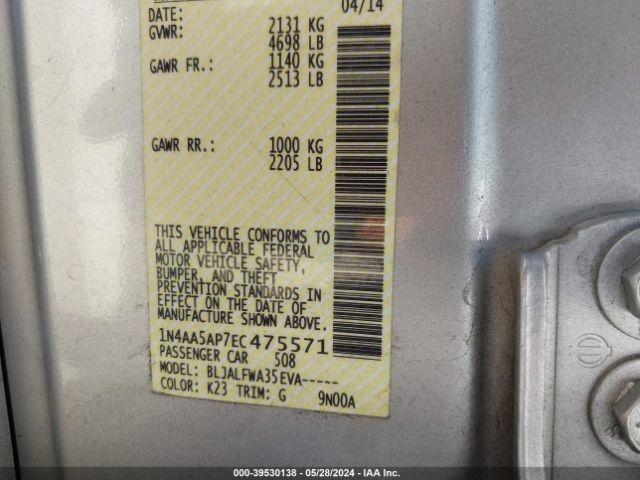 DATE: 04/14
GVWR: 2131 KG
4698 LB
GAWR FR.: 1140 KG
2513 LB
GAWR RR.: 1000 KG
2205 LB
THIS VEHICLE CONFORMS TO
ALL APPLICABLE FEDERAL
MOTOR VEHICLE SAFETY,
BUMPER, AND THEFT
PREVENTION STANDARDS IN
EFFECT ON THE DATE OF
MANUFACTURE SHOWN ABOVE.
1N4AA5AP7EC475571
PASSENGER CAR 508
MODEL: BLJALFWA35EVA-----
COLOR: K23 TRIM: G 9N00A
000-39530138 - 05/28/2024 - IAA Inc.